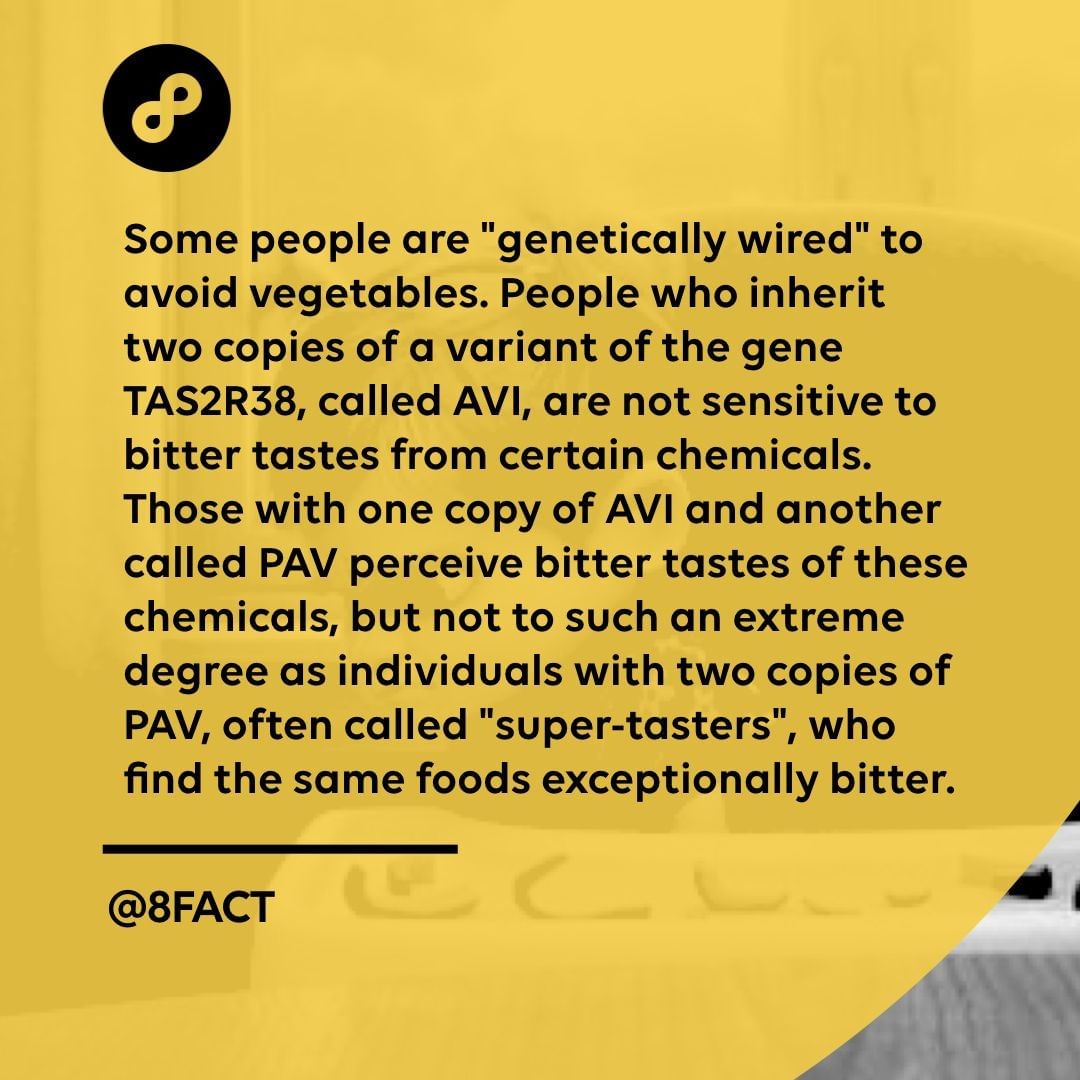 Some people are "genetically wired" to
avoid vegetables. People who inherit
two copies of a variant of the gene
TAS2R38, called AVI, are not sensitive to
bitter tastes from certain chemicals.
Those with one copy of AVI and another
called PAV perceive bitter tastes of these
chemicals, but not to such an extreme
degree as individuals with two copies of
PAV, often called "super-tasters", who
find the same foods exceptionally bitter.
@8FACT